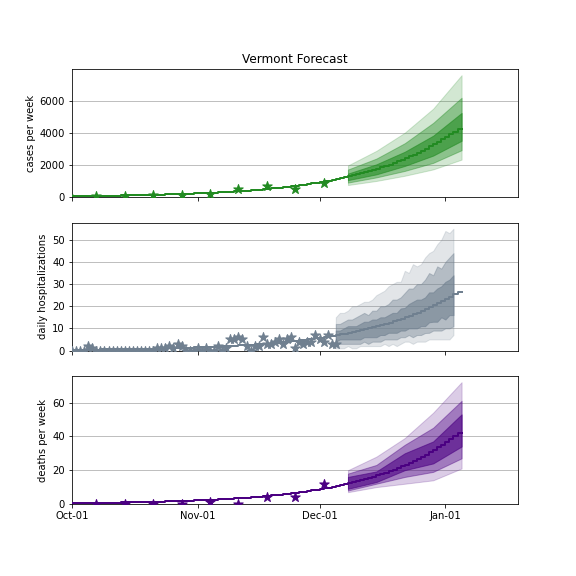 Vermont Forecast
cases per week
6000
4000
2000
0
daily hospitalizations
50
40
30
20
10
0
deaths per week
60
40
20
0
Oct-01
Nov-01
Dec-01
Jan-01